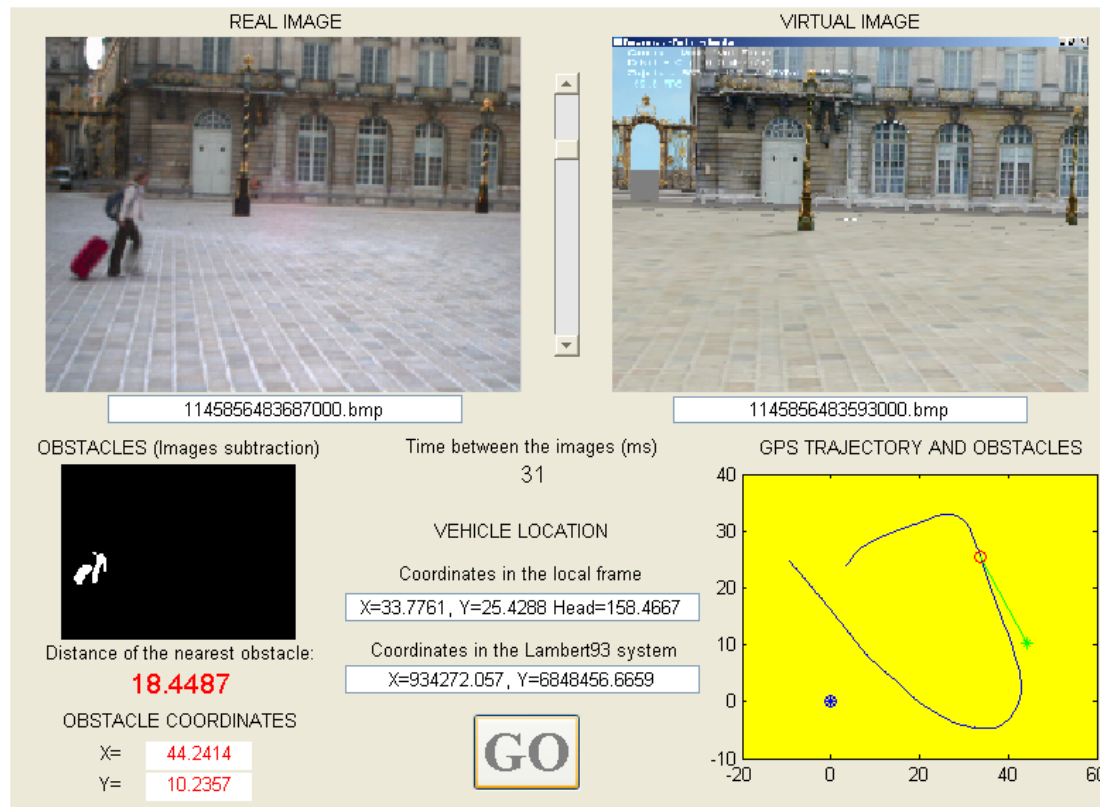 REAL IMAGE
VIRTUAL IMAGE
1145856483687000.bmp
1145856483593000.bmp
OBSTACLES (Images subtraction)
Time between the images (ms)
31
GPS TRAJECTORY AND OBSTACLES
VEHICLE LOCATION
Coordinates in the local frame
X=33.7761, Y=25.4288 Head=158.4667
Coordinates in the Lambert93 system
X=934272.057, Y=6848456.6659
Distance of the nearest obstacle:
18.4487
OBSTACLE COORDINATES
X= 44.2414
Y= 10.2357
GO
40
30
20
10
0
-10
-20 0 20 40 60